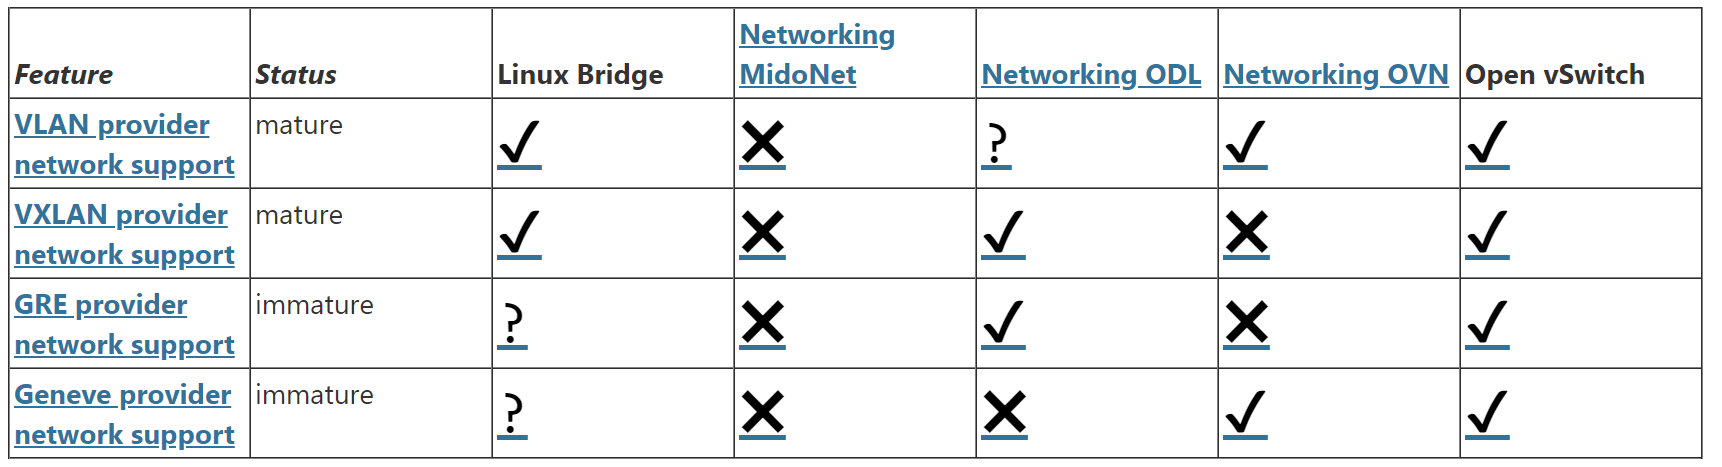 Feature Status Linux Bridge Networking MidoNet Networking ODL Networking OVN Open vSwitch
VLAN provider network support mature ✓ ✕ ? ✓ ✓
VXLAN provider network support mature ✓ ✕ ✓ ✕ ✓
GRE provider network support immature ? ✕ ✓ ✕ ✓
Geneve provider network support immature ? ✕ ✕ ✓ ✓